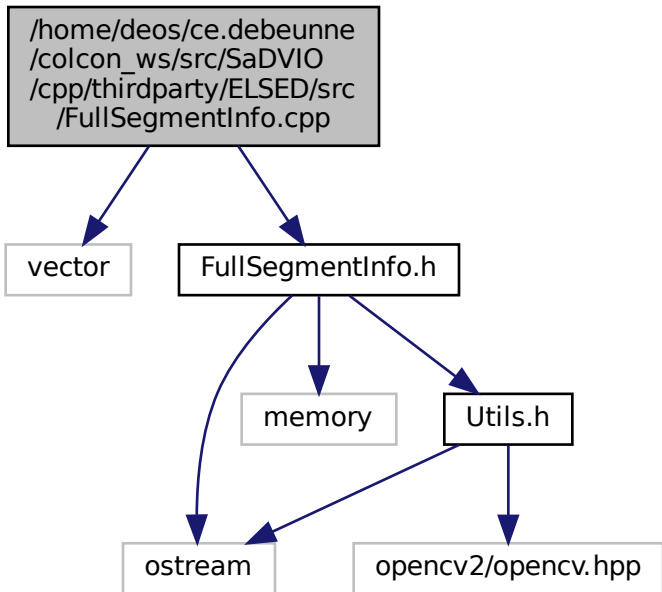 /home/deos/ce.debeunne
/colcon_ws/src/SaDVIO
/cpp/thirdparty/ELSED/src
/FullSegmentInfo.cpp
vector
FullSegmentInfo.h
memory
Utils.h
ostream
opencv2/opencv.hpp